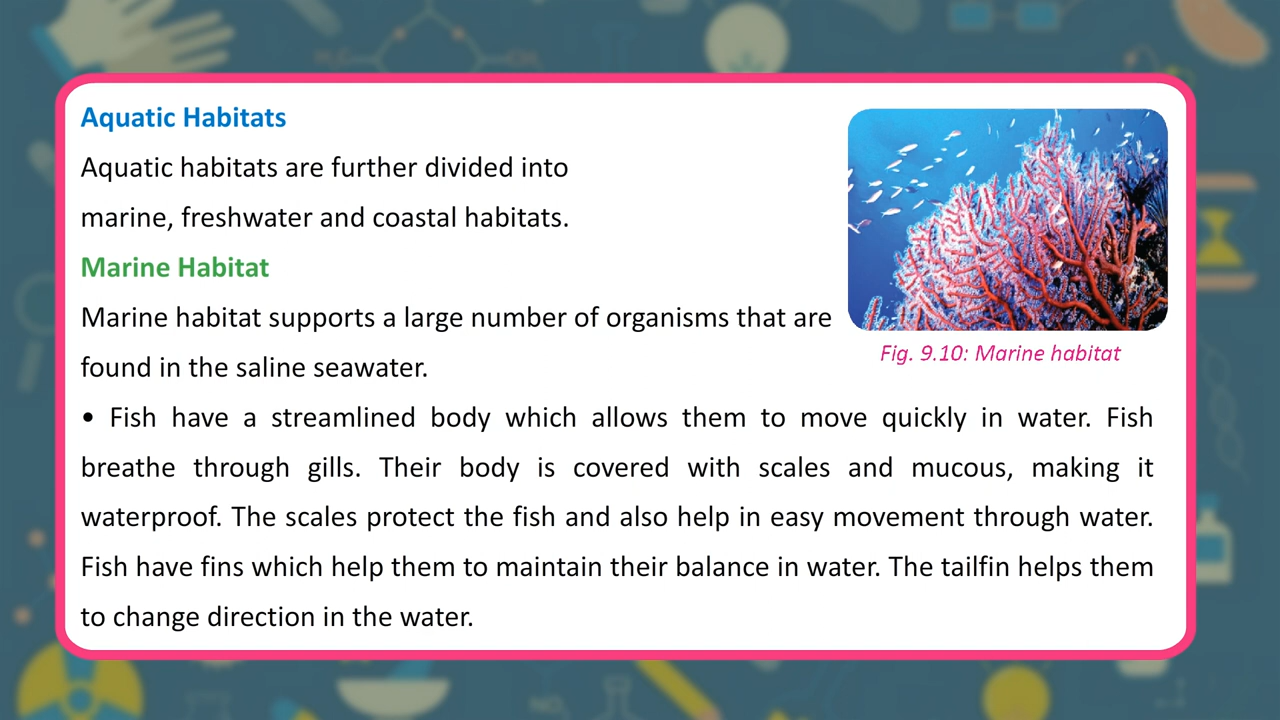 Aquatic Habitats
Aquatic habitats are further divided into
marine, freshwater and coastal habitats.
Marine Habitat
Marine habitat supports a large number of organisms that are
found in the saline seawater.
Fig. 9.10: Marine habitat
• Fish have a streamlined body which allows them to move quickly in water. Fish
breathe through gills. Their body is covered with scales and mucous, making it
waterproof. The scales protect the fish and also help in easy movement through water.
Fish have fins which help them to maintain their balance in water. The tailfin helps them
to change direction in the water.